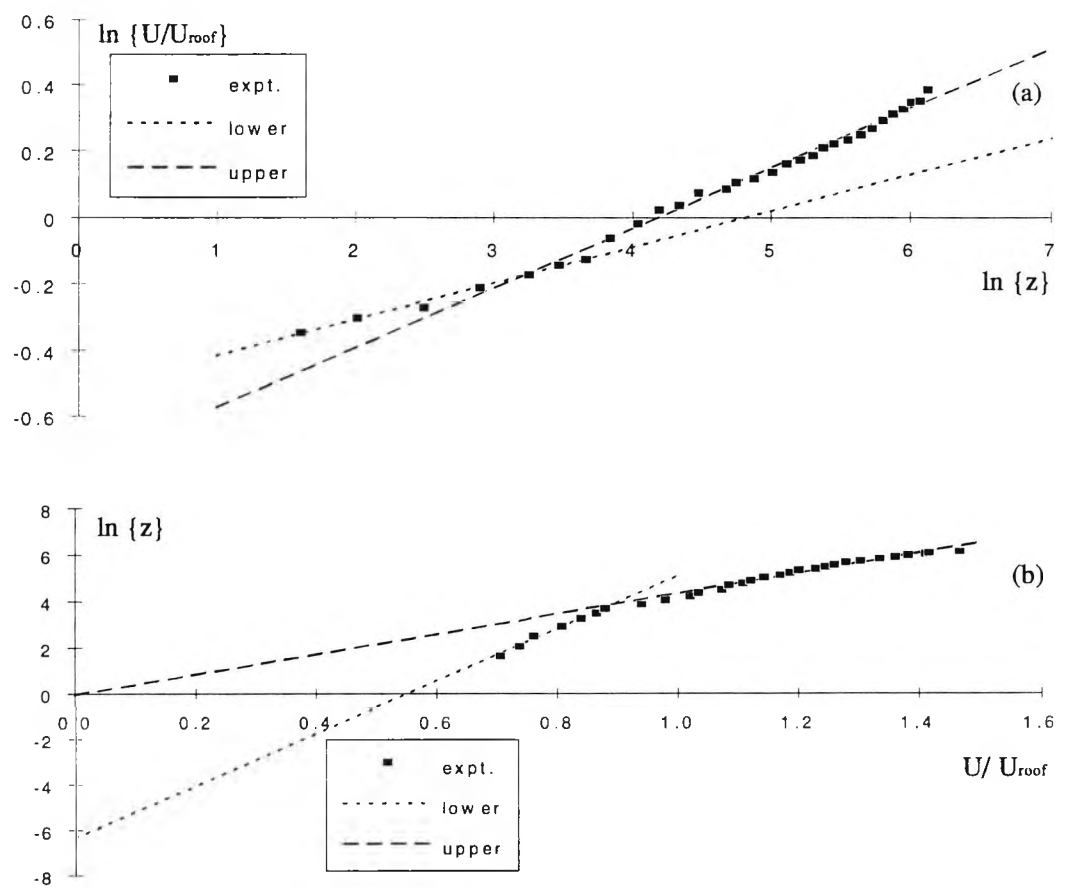 ln {U/Uroof}
0.6
0.4
0.2
0
-0.2
-0.4
-0.6
expt.
lower
upper
(a)
0 1 2 3 4 5 6 7
ln {z}
ln {z}
8
6
4
2
0
-2
-4
-6
-8
(b)
0.0 0.2 0.4 0.6 0.8 1.0 1.2 1.4 1.6
U/ Uroof
expt.
lower
upper